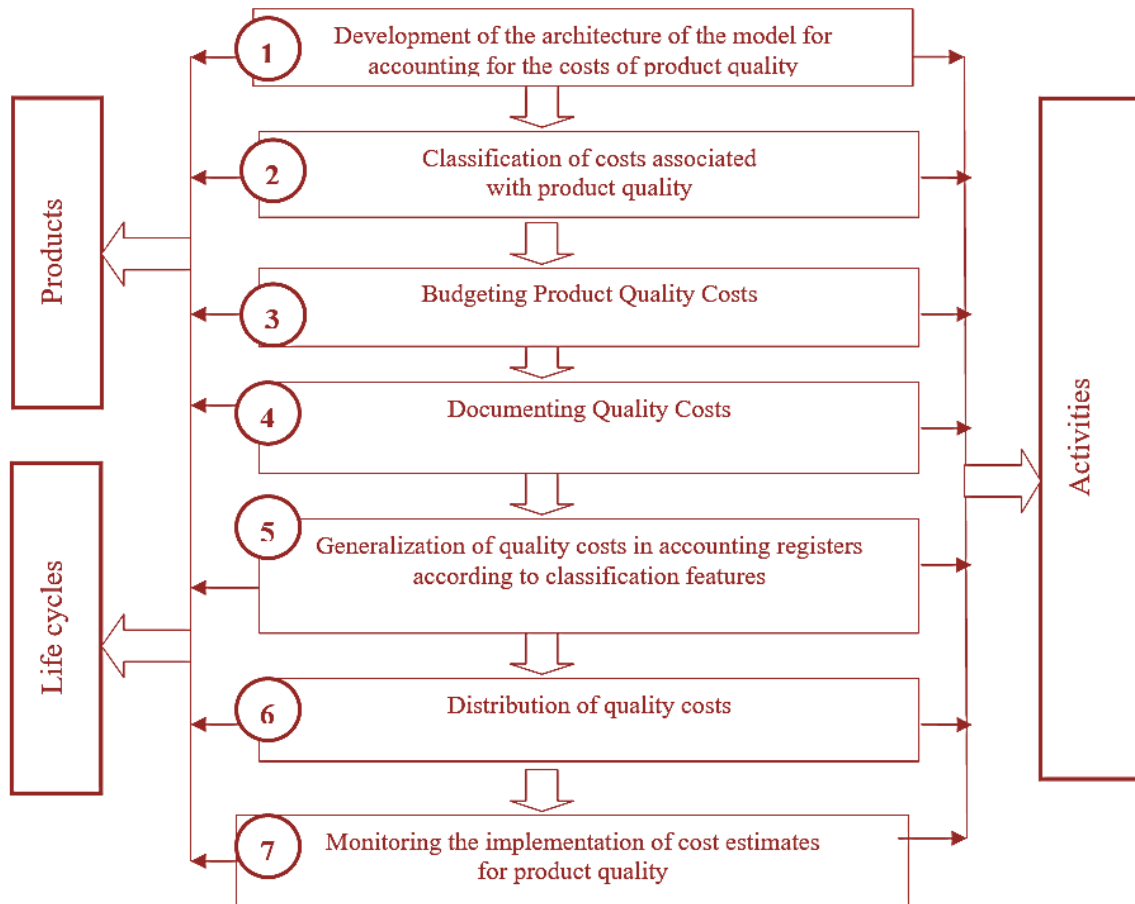 1
Development of the architecture of the model for
accounting for the costs of product quality
2
Classification of costs associated
with product quality
Products
3
Budgeting Product Quality Costs
4
Documenting Quality Costs
Activities
5
Generalization of quality costs in accounting registers
according to classification features
Life cycles
6
Distribution of quality costs
7
Monitoring the implementation of cost estimates
for product quality